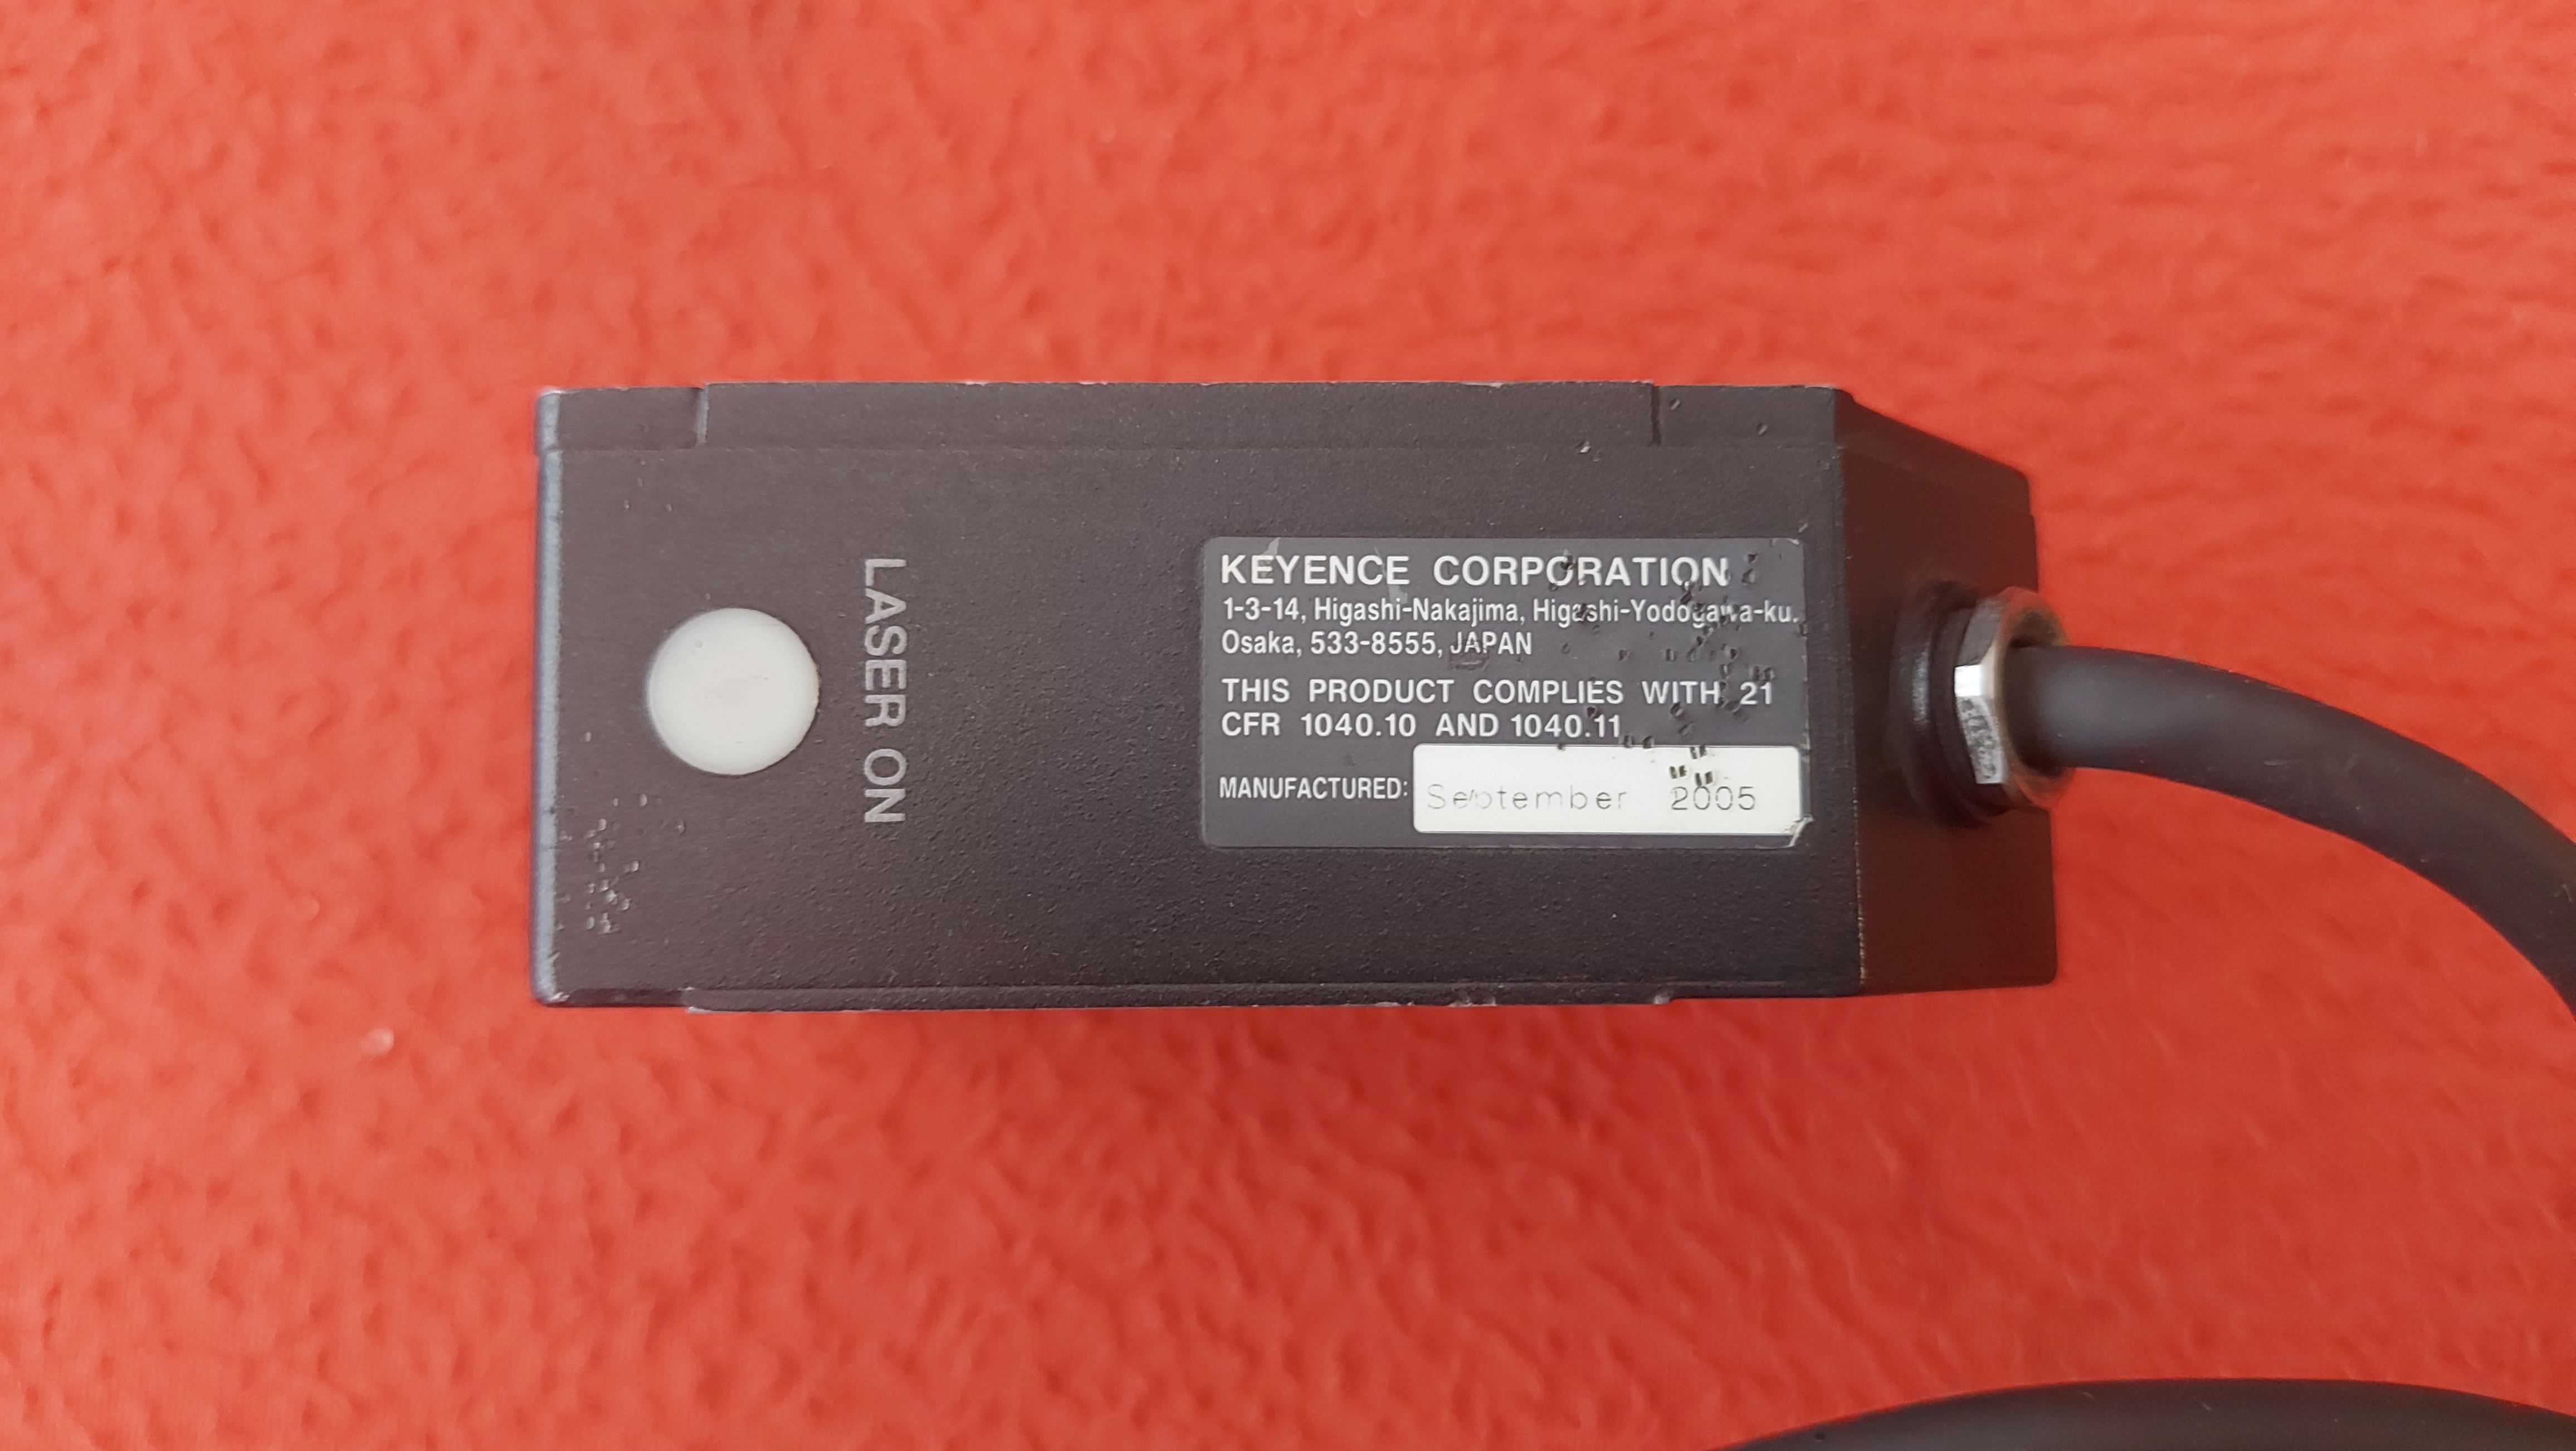 LASER ON
KEYENCE CORPORATION
1-3-14, Higashi-Nakajima, Higashi-Yodogawa-ku.
Osaka, 533-8555, JAPAN
THIS PRODUCT COMPLIES WITH 21
CFR 1040.10 AND 1040.11
MANUFACTURED: September 2005